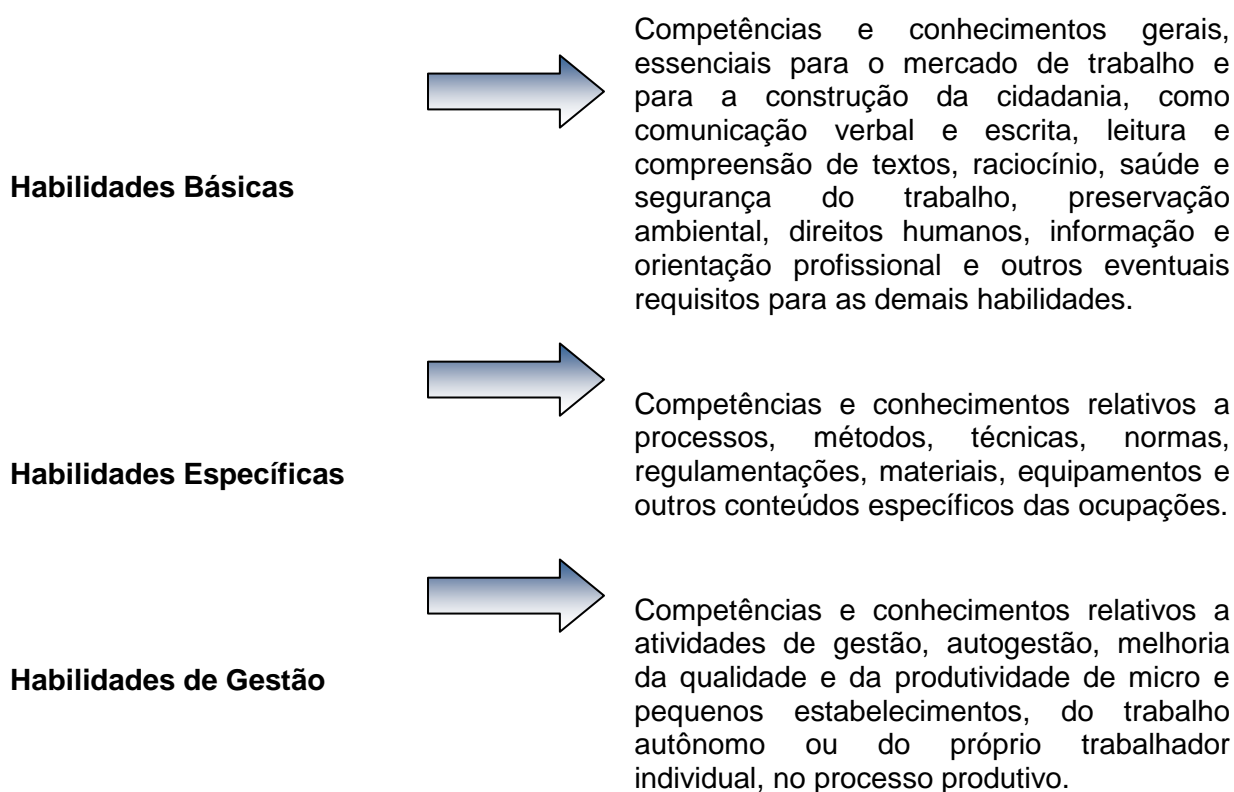 Habilidades Básicas
Competências e conhecimentos gerais,
essenciais para o mercado de trabalho e
para a construção da cidadania, como
comunicação verbal e escrita, leitura e
compreensão de textos, raciocínio, saúde e
segurança do trabalho, preservação
ambiental, direitos humanos, informação e
orientação profissional e outros eventuais
requisitos para as demais habilidades.
Habilidades Específicas
Competências e conhecimentos relativos a
processos, métodos, técnicas, normas,
regulamentações, materiais, equipamentos e
outros conteúdos específicos das ocupações.
Habilidades de Gestão
Competências e conhecimentos relativos a
atividades de gestão, autogestão, melhoria
da qualidade e da produtividade de micro e
pequenos estabelecimentos, do trabalho
autônomo ou do próprio trabalhador
individual, no processo produtivo.